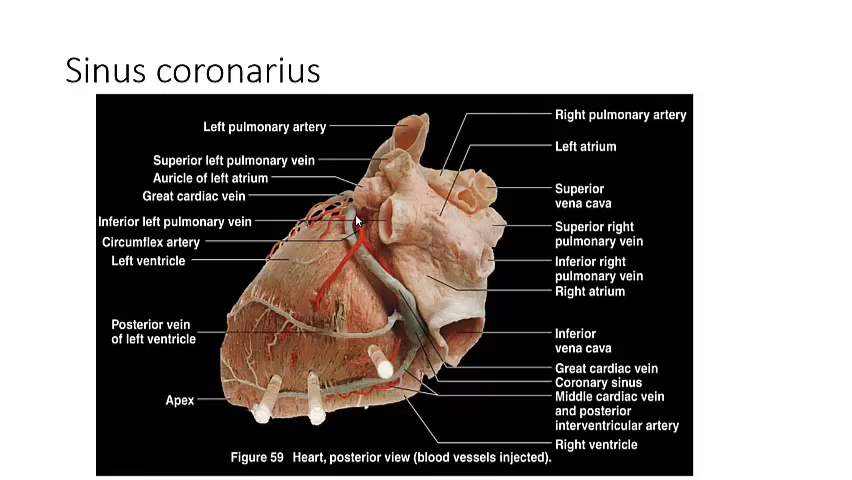 Sinus coronarius
Left pulmonary artery
Superior left pulmonary vein
Auricle of left atrium
Great cardiac vein
Inferior left pulmonary vein
Circumflex artery
Left ventricle
Posterior vein
of left ventricle
Apex
Right pulmonary artery
Left atrium
Superior
vena cava
Superior right
pulmonary vein
Inferior right
pulmonary vein
Right atrium
Inferior
vena cava
Great cardiac vein
Coronary sinus
Middle cardiac vein
and posterior
interventricular artery
Right ventricle
Figure 59 Heart, posterior view (blood vessels injected).